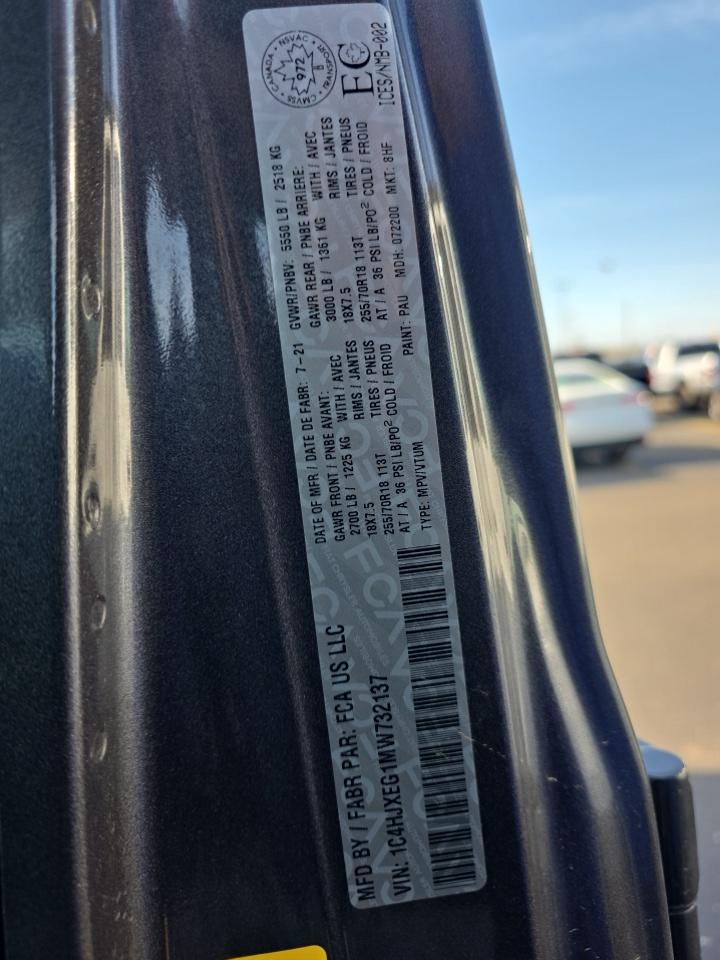 MFD BY / FABR PAR: FCA US LLC
DATE OF MFR / DATE DE FABR: 7-21 GVWR/PNBV: 5550 LB / 2518 KG
GAWR FRONT / PNBE AVANT: GAWR REAR / PNBE ARRIERE:
2700 LB / 1225 KG WITH / AVEC 3000 LB / 1361 KG WITH / AVEC
18X7.5 RIMS / JANTES 18X7.5 RIMS / JANTES
255/70R18 113T TIRES / PNEUS 255/70R18 113T TIRES / PNEUS
AT / A 36 PSI LB/PO² COLD / FROID AT / A 36 PSI LB/PO² COLD / FROID
VIN: 1C4HJXEG1MW732137 TYPE: MPV/VTUM PAINT: PAU MDH: 072200 MKT: 8HF
CANADA • NSVAC • TRANSPORT • CMVSS
972
B
EC
ICES/NMB-002